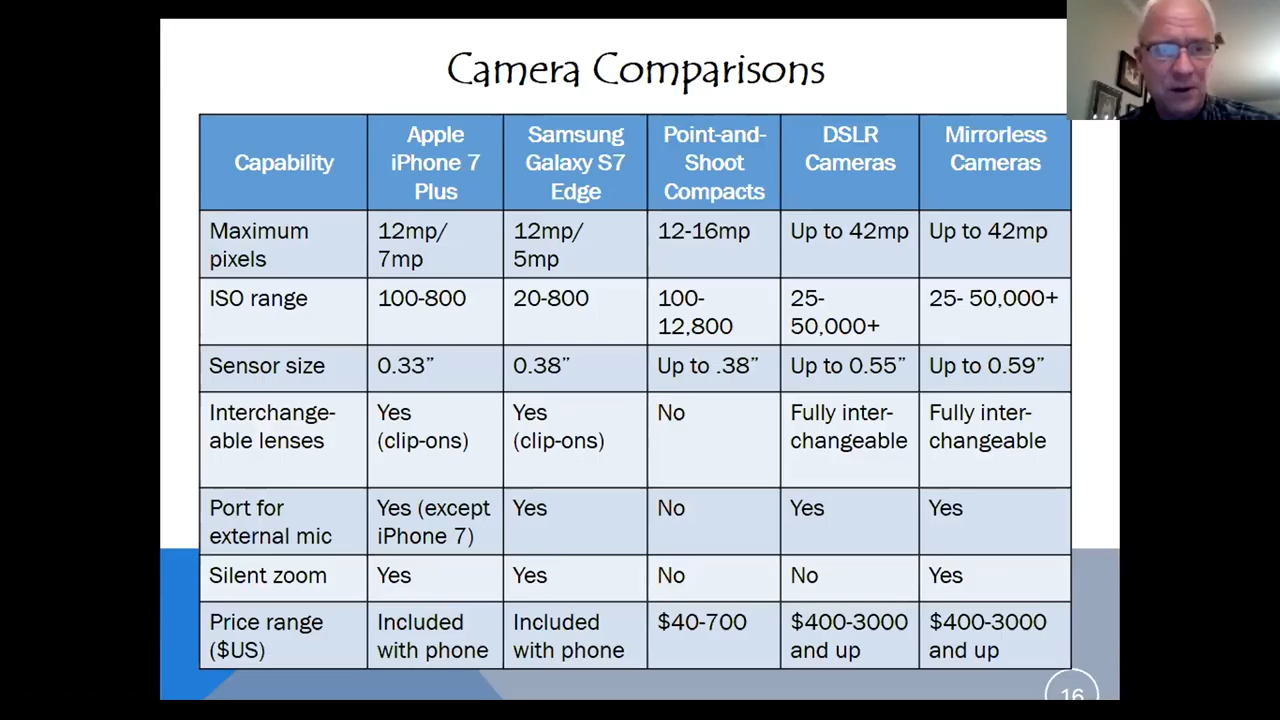 Camera Comparisons
Capability
Apple
iPhone 7
Plus
Samsung
Galaxy S7
Edge
Point-and-
Shoot
Compacts
DSLR
Cameras
Mirrorless
Cameras
Maximum
pixels
12mp/
7mp
12mp/
5mp
12-16mp
Up to 42mp
Up to 42mp
ISO range
100-800
20-800
100-
12,800
25-
50,000+
25- 50,000+
Sensor size
0.33”
0.38”
Up to .38”
Up to 0.55”
Up to 0.59”
Interchange-
able lenses
Yes
(clip-ons)
Yes
(clip-ons)
No
Fully inter-
changeable
Fully inter-
changeable
Port for
external mic
Yes (except
iPhone 7)
Yes
No
Yes
Yes
Silent zoom
Yes
Yes
No
No
Yes
Price range
($US)
Included
with phone
Included
with phone
$40-700
$400-3000
and up
$400-3000
and up
16